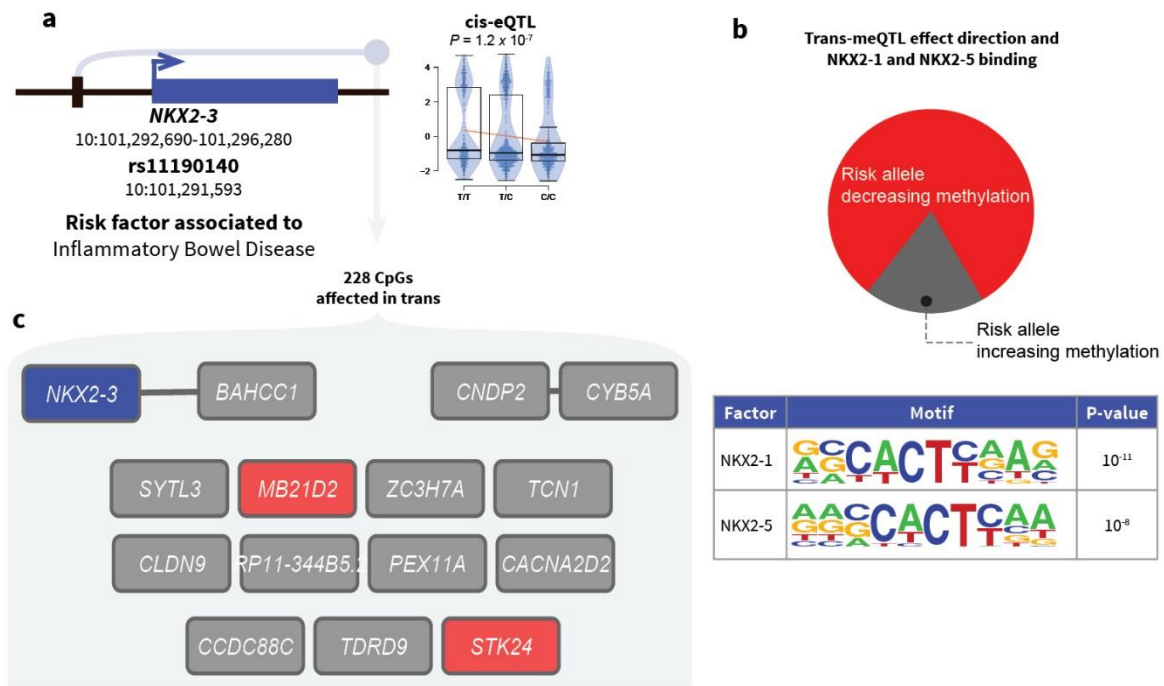 a
cis-eQTL
P = 1.2 x 10-7
4
2
0
−2
T/T T/C C/C
NKX2-3
10:101,292,690-101,296,280
rs11190140
10:101,291,593
Risk factor associated to
Inflammatory Bowel Disease
228 CpGs
affected in trans
b
Trans-meQTL effect direction and
NKX2-1 and NKX2-5 binding
Risk allele
decreasing methylation
Risk allele
increasing methylation
Factor Motif P-value
NKX2-1 10-11
NKX2-5 10-8
c
NKX2-3 BAHCC1 CNDP2 CYB5A
SYTL3 MB21D2 ZC3H7A TCN1
CLDN9 RP11-344B5.2 PEX11A CACNA2D2
CCDC88C TDRD9 STK24